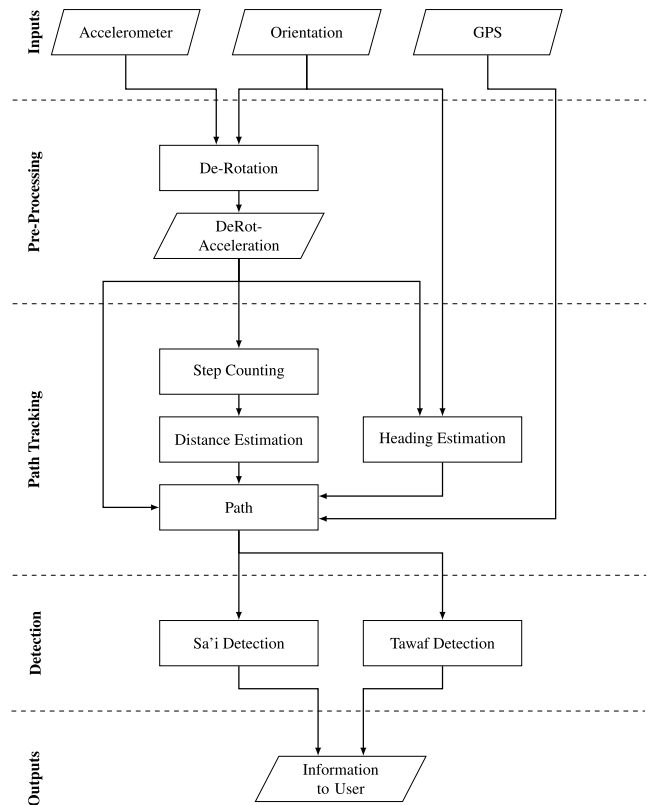 Inputs
Accelerometer
Orientation
GPS
Pre-Processing
De-Rotation
DeRot-
Acceleration
Path Tracking
Step Counting
Distance Estimation
Heading Estimation
Path
Detection
Sa'i Detection
Tawaf Detection
Outputs
Information
to User